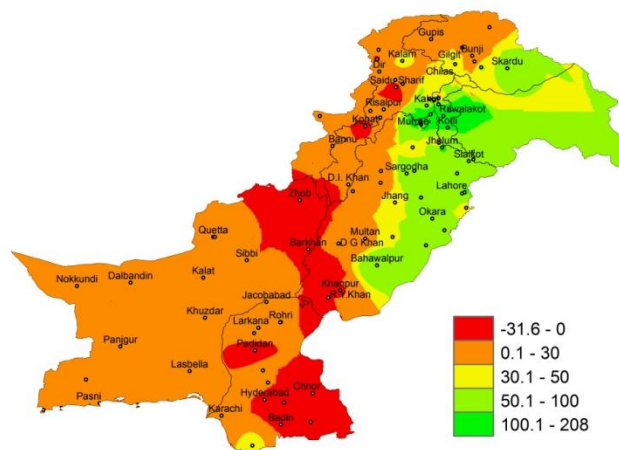 Gupis
Kalam
Gilgit
Bunji
Dir
Chilas
Skardu
Saidu Sharif
Risalpur
Kakul
Rawalakot
Kohat
Murree
Kotli
Bannu
Jhelum
Sialkot
D.I. Khan
Sargodha
Zhob
Jhang
Lahore
Okara
Quetta
Multan
Barkhan
D G Khan
Sibbi
Bahawalpur
Nokkundi
Dalbandin
Kalat
Khanpur
R.Y.Khan
Jacobabad
Khuzdar
Larkana
Rohri
Panjgur
Padidan
Lasbella
Pasni
Hyderabad
Chhor
Karachi
Badin
-31.6 - 0
0.1 - 30
30.1 - 50
50.1 - 100
100.1 - 208